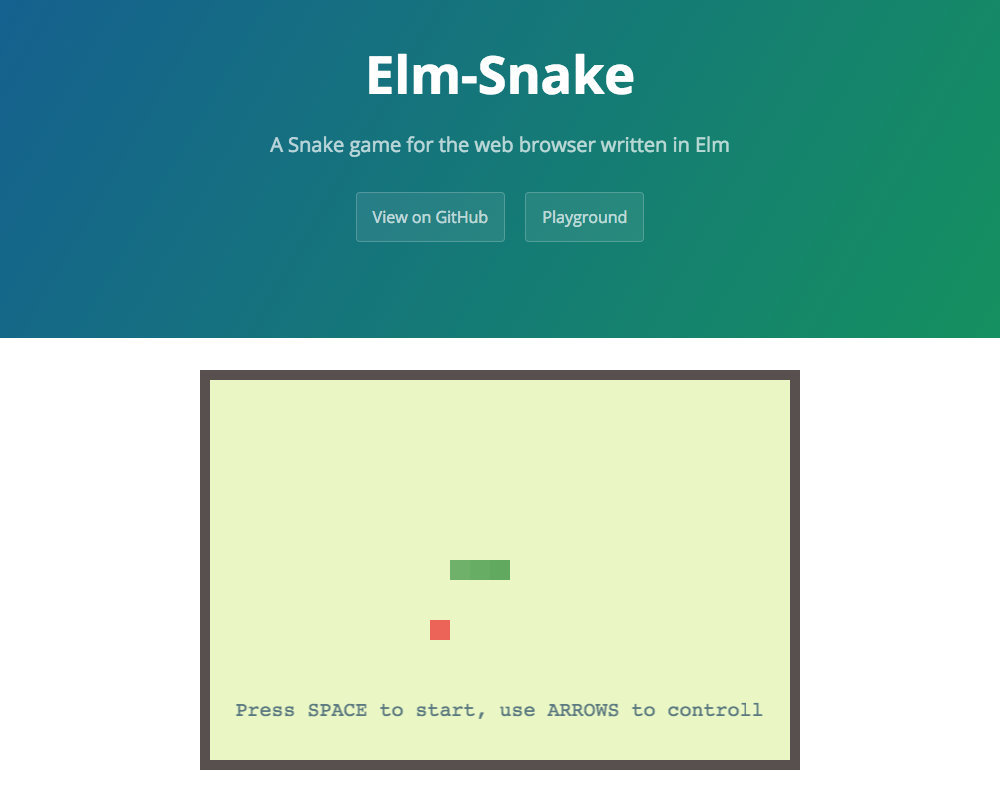 Elm-Snake
A Snake game for the web browser written in Elm
View on GitHub
Playground
Press SPACE to start, use ARROWS to controll